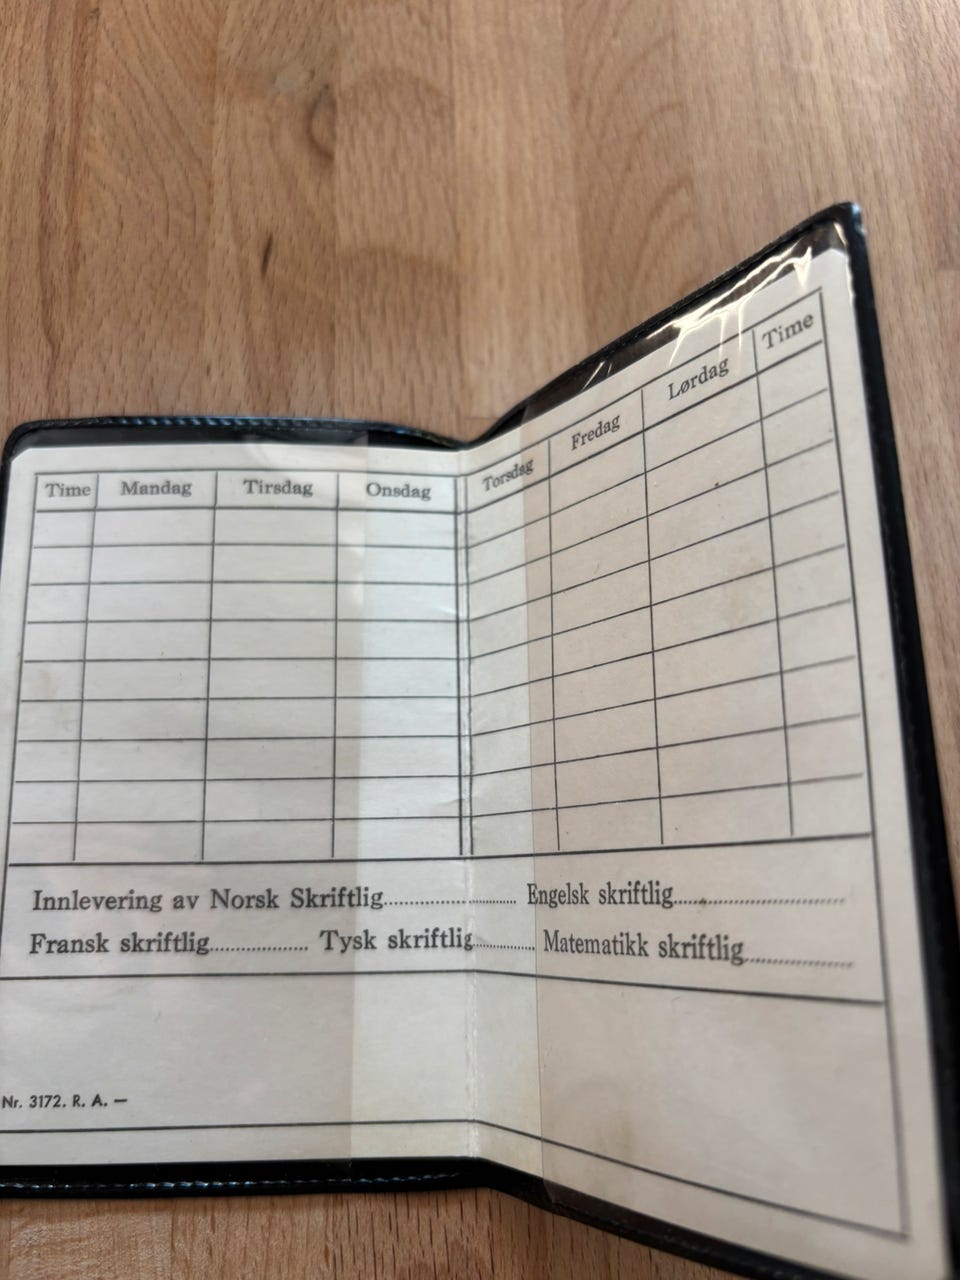 Time Mandag Tirsdag Onsdag Torsdag Fredag Lørdag Time
Innlevering av Norsk Skriftlig.................... Engelsk skriftlig....................
Fransk skriftlig............... Tysk skriftlig............ Matematikk skriftlig...............
Nr. 3172. R. A. —